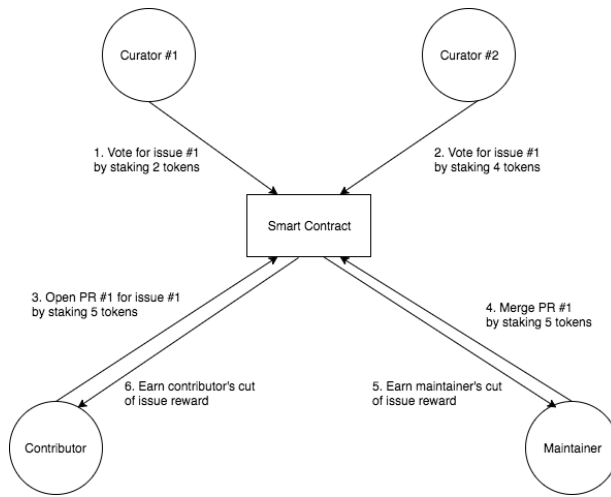 Curator #1
Curator #2
1. Vote for issue #1
by staking 2 tokens
2. Vote for issue #1
by staking 4 tokens
Smart Contract
3. Open PR #1 for issue #1
by staking 5 tokens
4. Merge PR #1
by staking 5 tokens
6. Earn contributor's cut
of issue reward
5. Earn maintainer's cut
of issue reward
Contributor
Maintainer